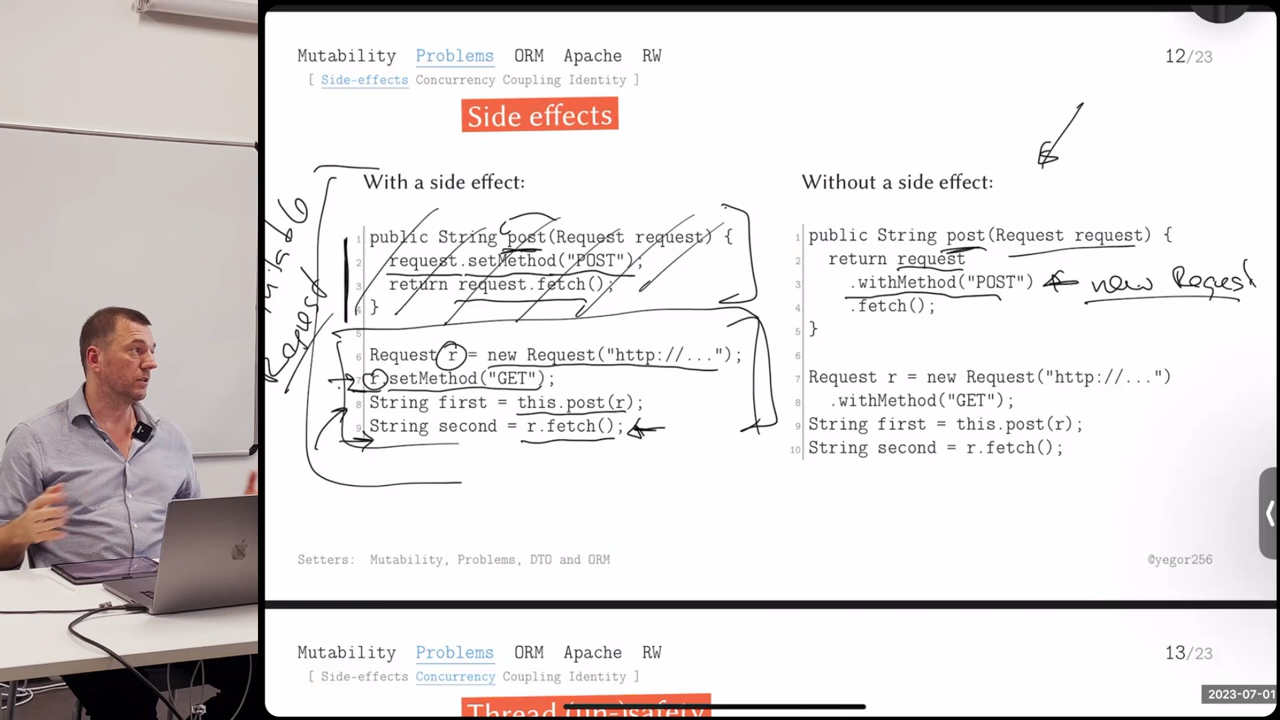 Mutability Problems ORM Apache RW 12/23
[ Side-effects Concurrency Coupling Identity ]
Side effects
With a side effect:
1 public String post(Request request) {
2 request.setMethod("POST");
3 return request.fetch();
4 }
5
6 Request r = new Request("http://...");
7 r.setMethod("GET");
8 String first = this.post(r);
9 String second = r.fetch();
Request
Without a side effect:
1 public String post(Request request) {
2 return request
3 .withMethod("POST")
new Request
4 .fetch();
5 }
6
7 Request r = new Request("http://...")
8 .withMethod("GET");
9 String first = this.post(r);
10 String second = r.fetch();
Setters: Mutability, Problems, DTO and ORM
@yegor256
Mutability Problems ORM Apache RW 13/23
[ Side-effects Concurrency Coupling Identity ]
Thread (un-)safety
2023-07-01